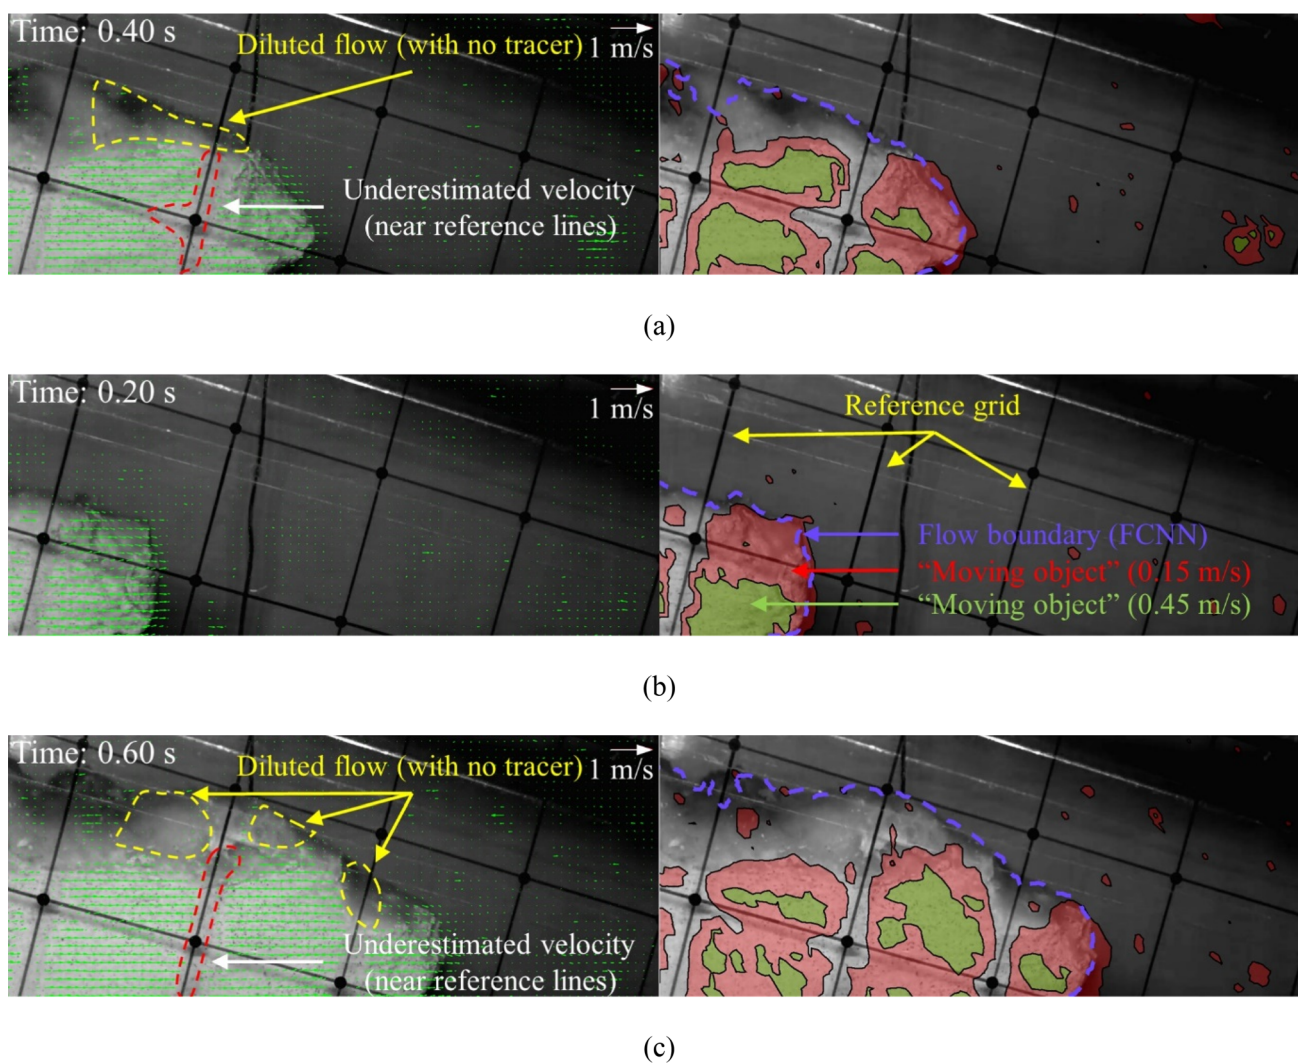 Time: 0.40 s
Diluted flow (with no tracer)
1 m/s
Underestimated velocity
(near reference lines)
(a)
Time: 0.20 s
1 m/s
Reference grid
Flow boundary (FCNN)
“Moving object” (0.15 m/s)
“Moving object” (0.45 m/s)
(b)
Time: 0.60 s
Diluted flow (with no tracer)
1 m/s
Underestimated velocity
(near reference lines)
(c)